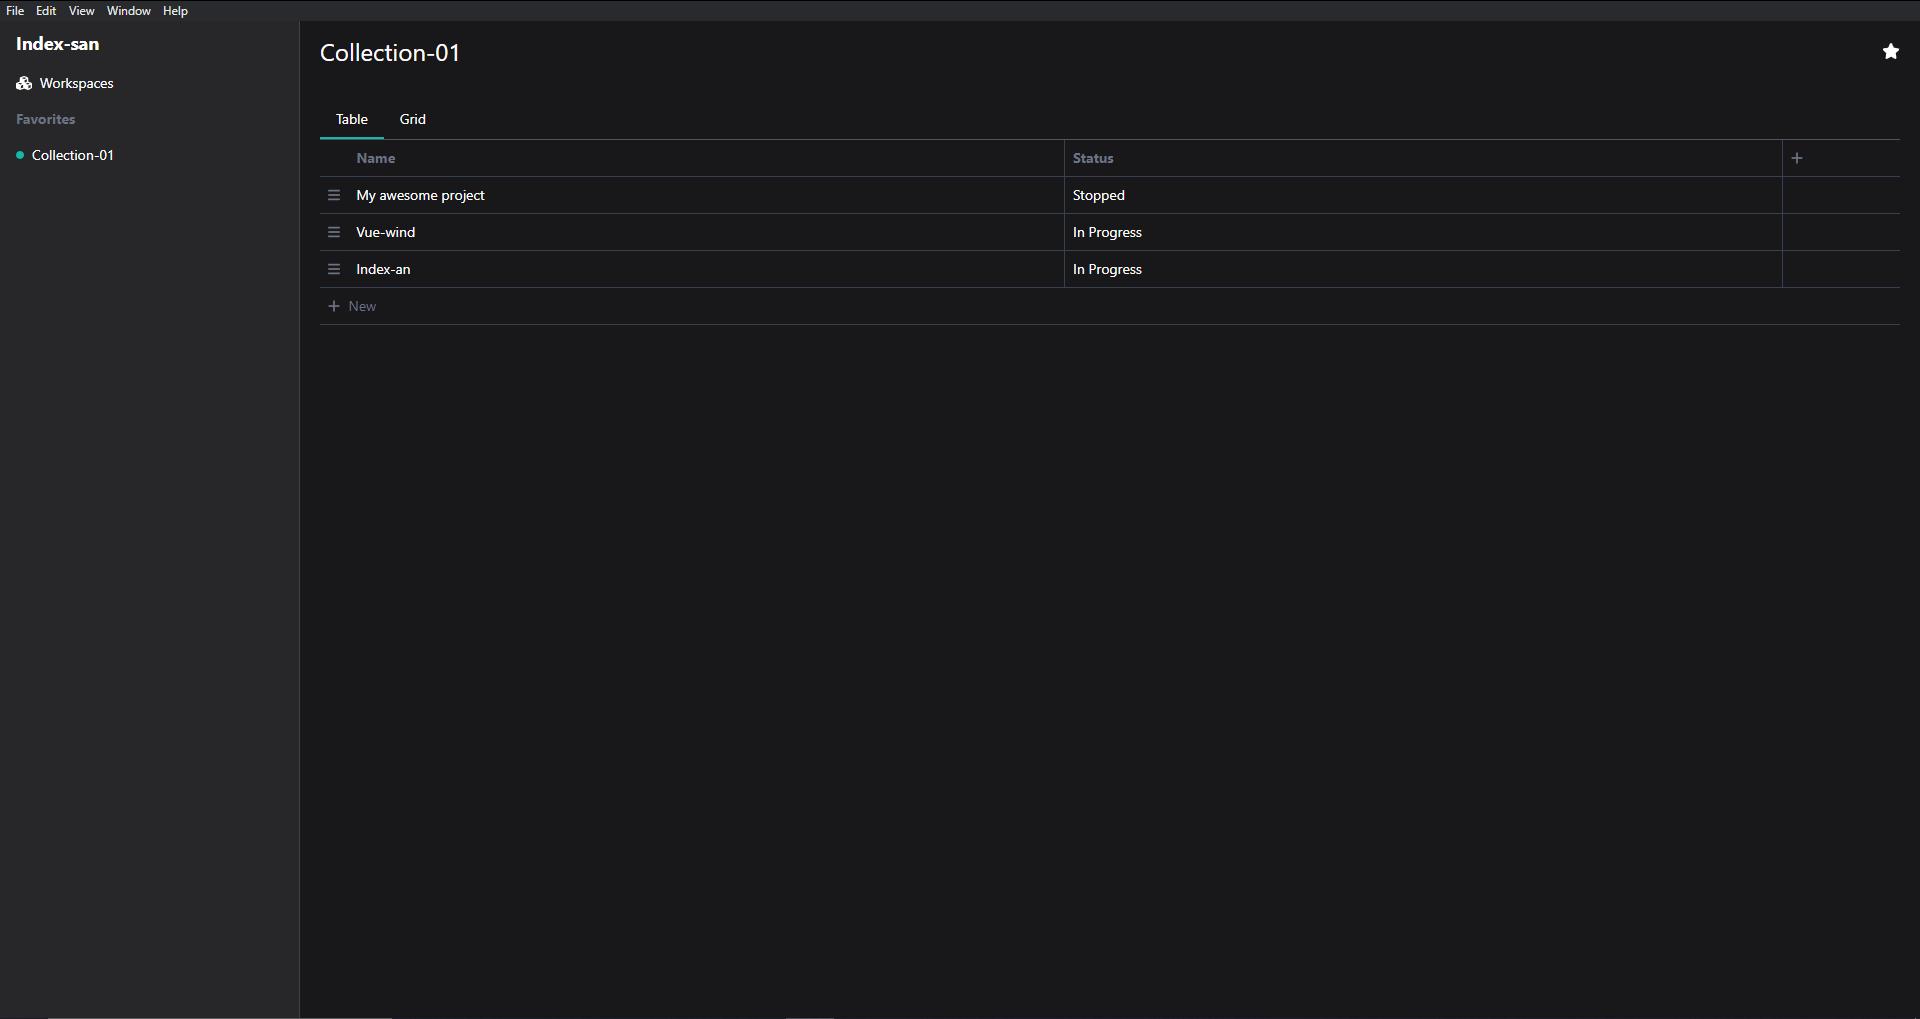 File Edit View Window Help
Index-san
Workspaces
Favorites
Collection-01
Collection-01
Table Grid
Name Status +
My awesome project Stopped
Vue-wind In Progress
Index-an In Progress
+ New